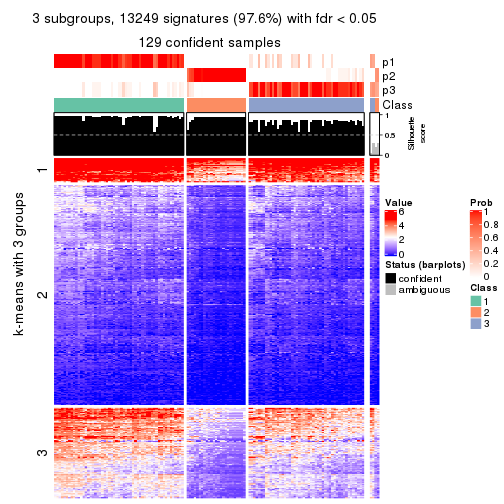 3 subgroups, 13249 signatures (97.6%) with fdr < 0.05
129 confident samples
p1
p2
p3
Class
1
0.5
0
Silhouette
score
k-means with 3 groups
1
2
3
Value
6
4
2
0
Status (barplots)
confident
ambiguous
Prob
1
0.8
0.6
0.4
0.2
0
Class
1
2
3